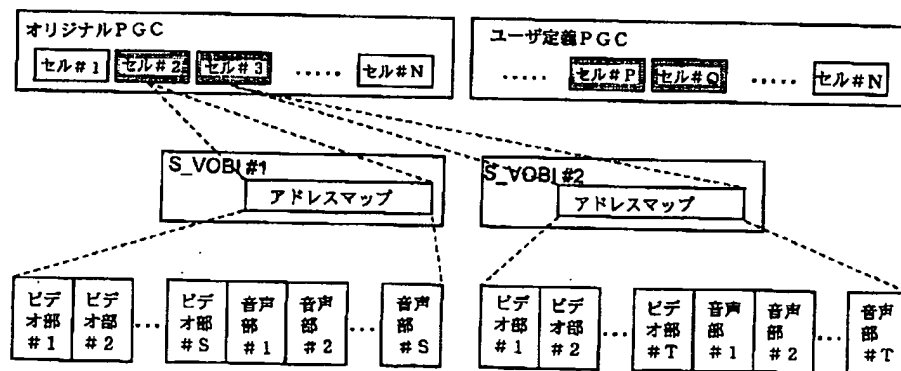 オリジナルPGC
セル#1 セル#2 セル#3 ..... セル#N
ユーザ定義PGC
..... セル#P セル#Q ..... セル#N
S_VOBI #1
アドレスマップ
S_VOBI #2
アドレスマップ
ビデオ部#1 ビデオ部#2 ... ビデオ部#S 音声部#1 音声部#2 ... 音声部#S
ビデオ部#1 ビデオ部#2 ... ビデオ部#T 音声部#1 音声部#2 ... 音声部#T